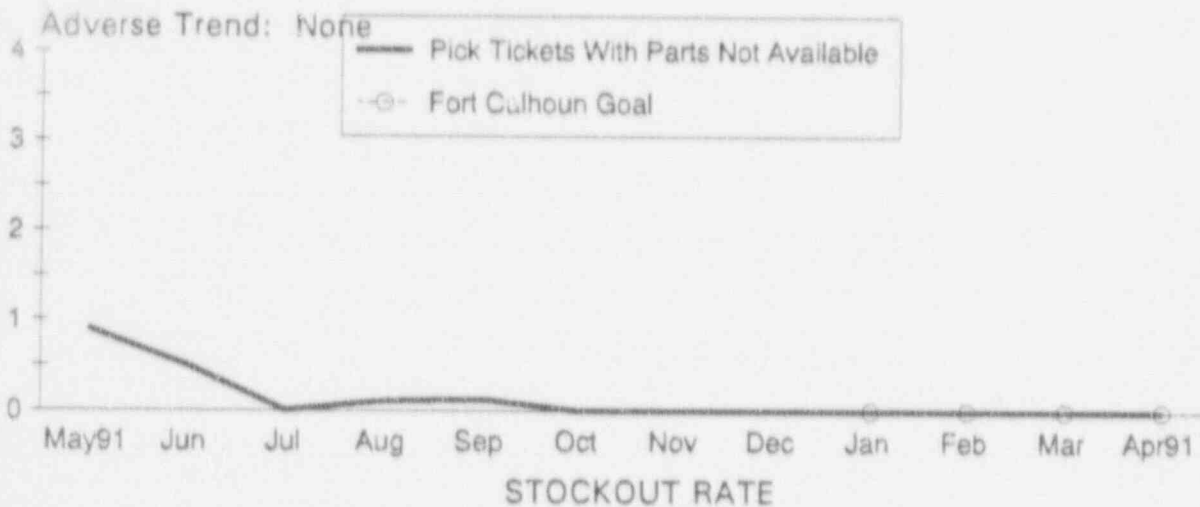 Adverse Trend: None
Pick Tickets With Parts Not Available
Fort Calhoun Goal
4
3
2
1
0
May91 Jun Jul Aug Sep Oct Nov Dec Jan Feb Mar Apr91
STOCKOUT RATE